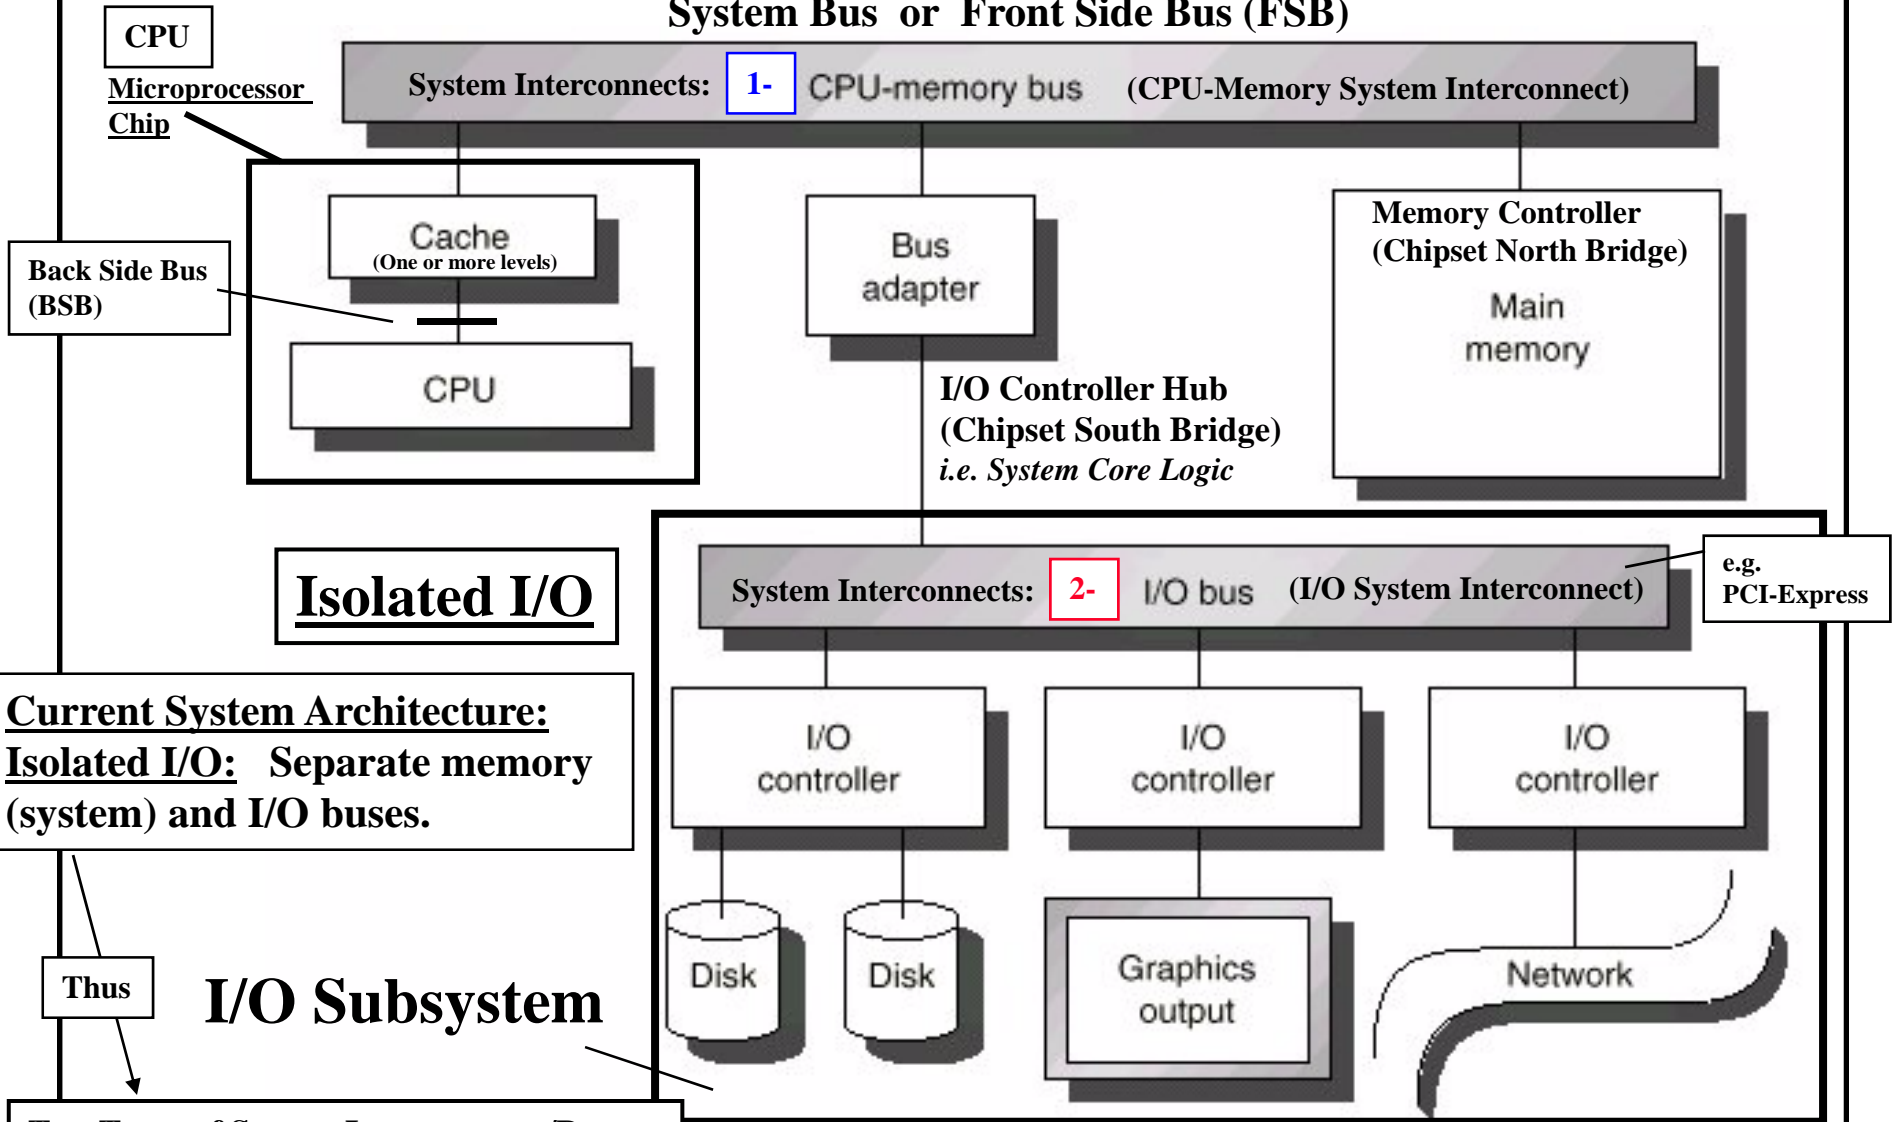 System Bus or Front Side Bus (FSB)
CPU
Microprocessor
Chip
System Interconnects: 1- CPU-memory bus (CPU-Memory System Interconnect)
Cache
(One or more levels)
Back Side Bus
(BSB)
CPU
Bus
adapter
Memory Controller
(Chipset North Bridge)
Main
memory
I/O Controller Hub
(Chipset South Bridge)
i.e. System Core Logic
Isolated I/O
System Interconnects: 2- I/O bus (I/O System Interconnect)
e.g.
PCI-Express
Current System Architecture:
Isolated I/O: Separate memory
(system) and I/O buses.
I/O
controller
I/O
controller
I/O
controller
Disk
Disk
Graphics
output
Network
Thus
I/O Subsystem